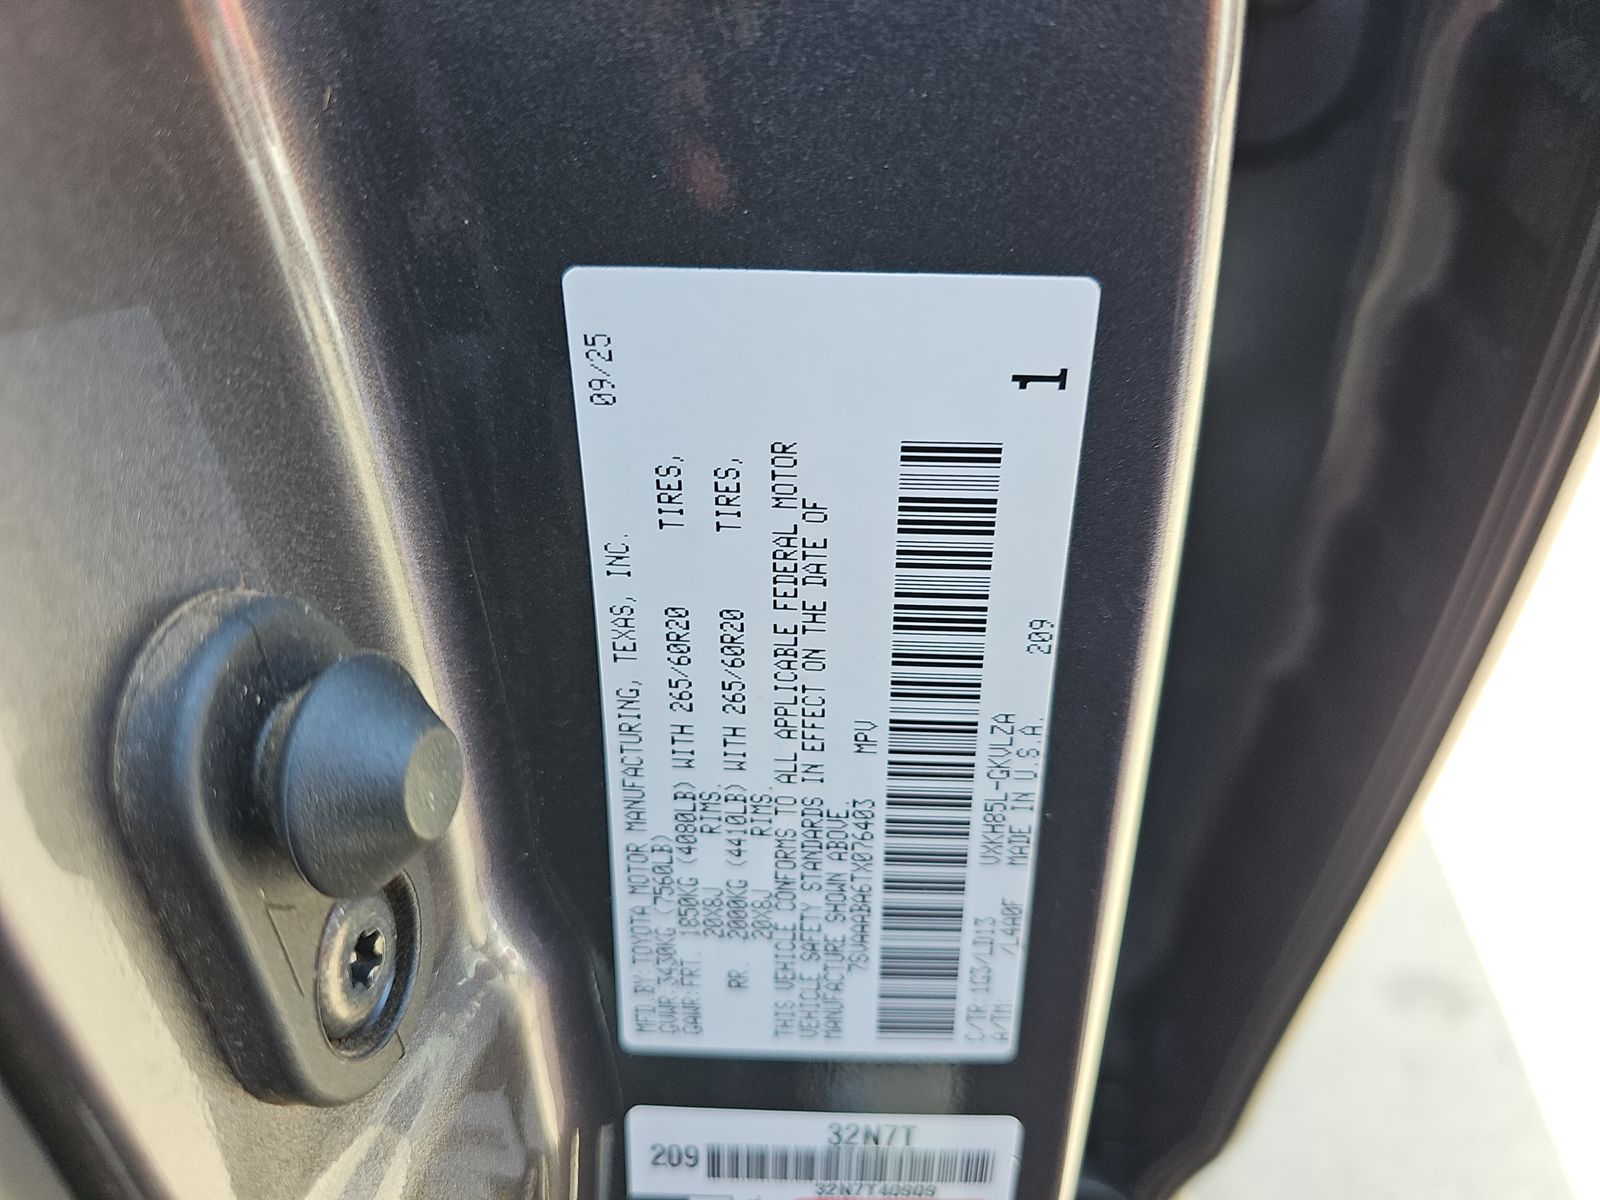 MFD.BY:TOYOTA MOTOR MANUFACTURING, TEXAS, INC. 09/25
GVWR:3430KG (7560LB)
GAWR:FRT. 1850KG (4080LB) WITH 265/60R20 TIRES,
20X8J RIMS.
RR. 2000KG (4410LB) WITH 265/60R20 TIRES,
20X8J RIMS.
THIS VEHICLE CONFORMS TO ALL APPLICABLE FEDERAL MOTOR
VEHICLE SAFETY STANDARDS IN EFFECT ON THE DATE OF
MANUFACTURE SHOWN ABOVE.
7SVAAABA6TX076403 MPV
C/TR:1G3/LD13 VXKH85L-GKVLZA
A/TM: /L4A0F MADE IN U.S.A. 209
1
32N7T
209
32N7T40909